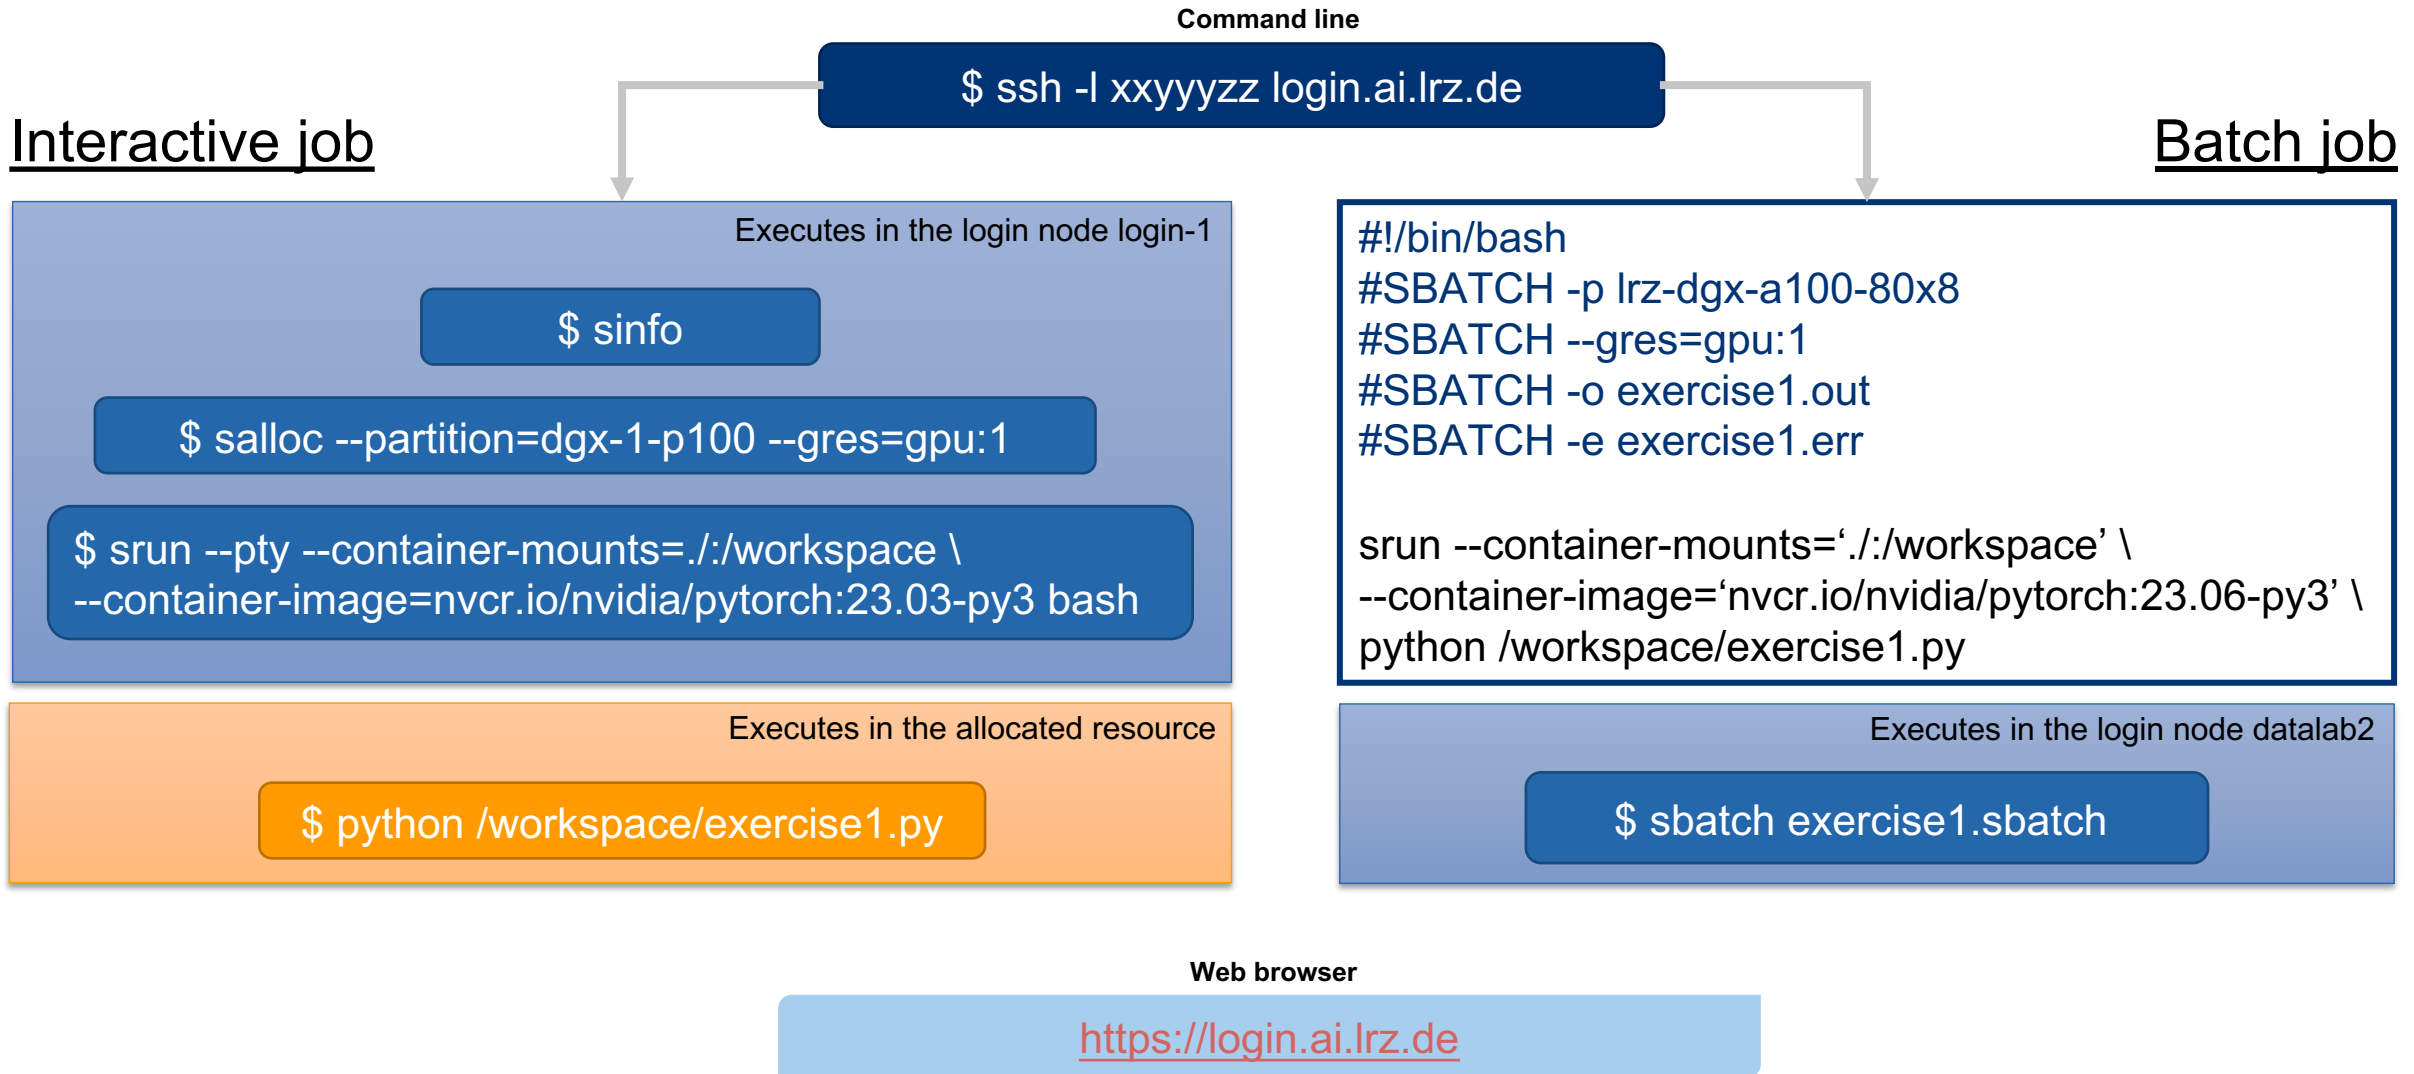 Command line
$ ssh -l xxyyyzz login.ai.lrz.de
Interactive job
Batch job
Executes in the login node login-1
$ sinfo
$ salloc --partition=dgx-1-p100 --gres=gpu:1
$ srun --pty --container-mounts=./:/workspace \
--container-image=nvcr.io/nvidia/pytorch:23.03-py3 bash
Executes in the allocated resource
$ python /workspace/exercise1.py
#!/bin/bash
#SBATCH -p lrz-dgx-a100-80x8
#SBATCH --gres=gpu:1
#SBATCH -o exercise1.out
#SBATCH -e exercise1.err
srun --container-mounts=‘./:/workspace’ \
--container-image=‘nvcr.io/nvidia/pytorch:23.06-py3’ \
python /workspace/exercise1.py
Executes in the login node datalab2
$ sbatch exercise1.sbatch
Web browser
https://login.ai.lrz.de